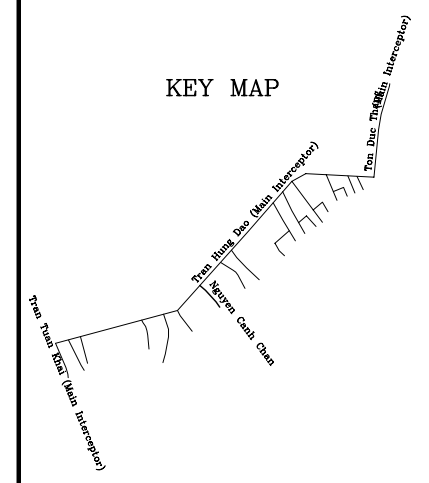 KEY MAP
Ton Duc Thang (Main Interceptor)
Tran Hung Dao (Main Interceptor)
Nguyen Canh Chan
Tran Tuan Khai (Main Interceptor)